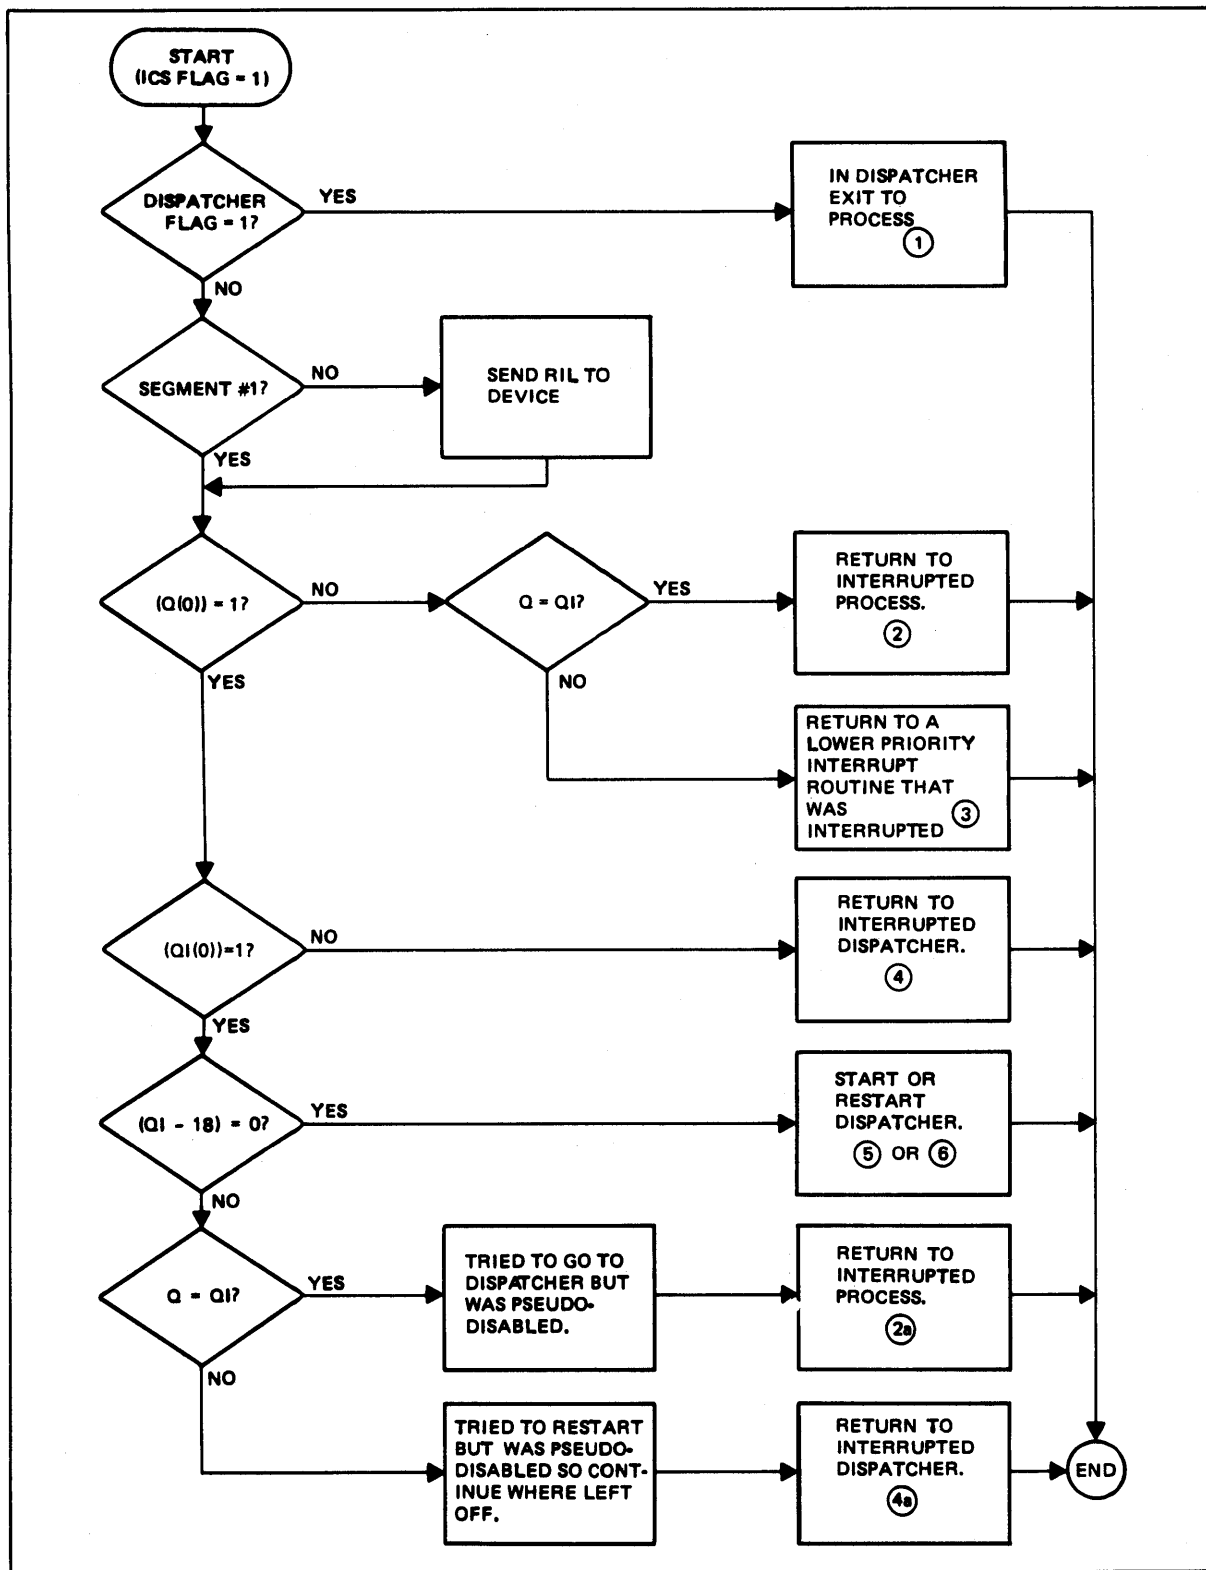 START
(ICS FLAG = 1)
DISPATCHER
FLAG = 1?
YES
IN DISPATCHER
EXIT TO
PROCESS
1
NO
SEGMENT #1?
NO
SEND RIL TO
DEVICE
YES
(Q(0)) = 1?
NO
Q = QI?
YES
RETURN TO
INTERRUPTED
PROCESS.
2
YES
NO
RETURN TO A
LOWER PRIORITY
INTERRUPT
ROUTINE THAT
WAS
INTERRUPTED
3
(QI(0))=1?
NO
RETURN TO
INTERRUPTED
DISPATCHER.
4
YES
(QI - 18) = 0?
YES
START OR
RESTART
DISPATCHER.
5 OR 6
NO
Q = QI?
YES
TRIED TO GO TO
DISPATCHER BUT
WAS PSEUDO-
DISABLED.
RETURN TO
INTERRUPTED
PROCESS.
2a
NO
TRIED TO RESTART
BUT WAS PSEUDO-
DISABLED SO CONT-
INUE WHERE LEFT
OFF.
RETURN TO
INTERRUPTED
DISPATCHER.
4a
END